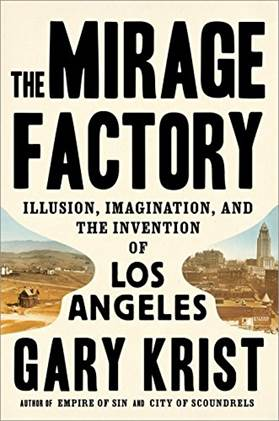 THE
MIRAGE
FACTORY
ILLUSION, IMAGINATION, AND
THE INVENTION
OF
LOS
ANGELES
GARY KRIST
AUTHOR OF EMPIRE OF SIN AND CITY OF SCOUNDRELS